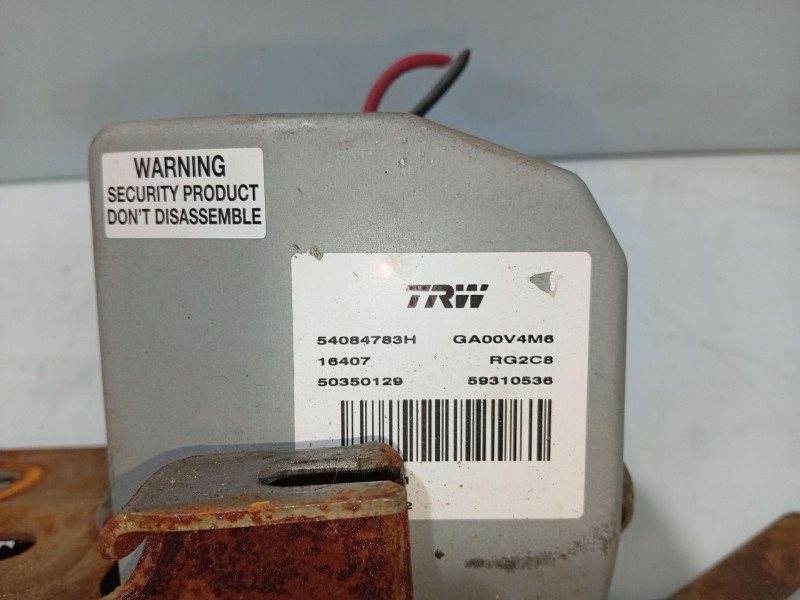 WARNING
SECURITY PRODUCT
DON'T DISASSEMBLE
TRW
54084783H GA00V4M6
16407 RG2C8
50350129 59310536